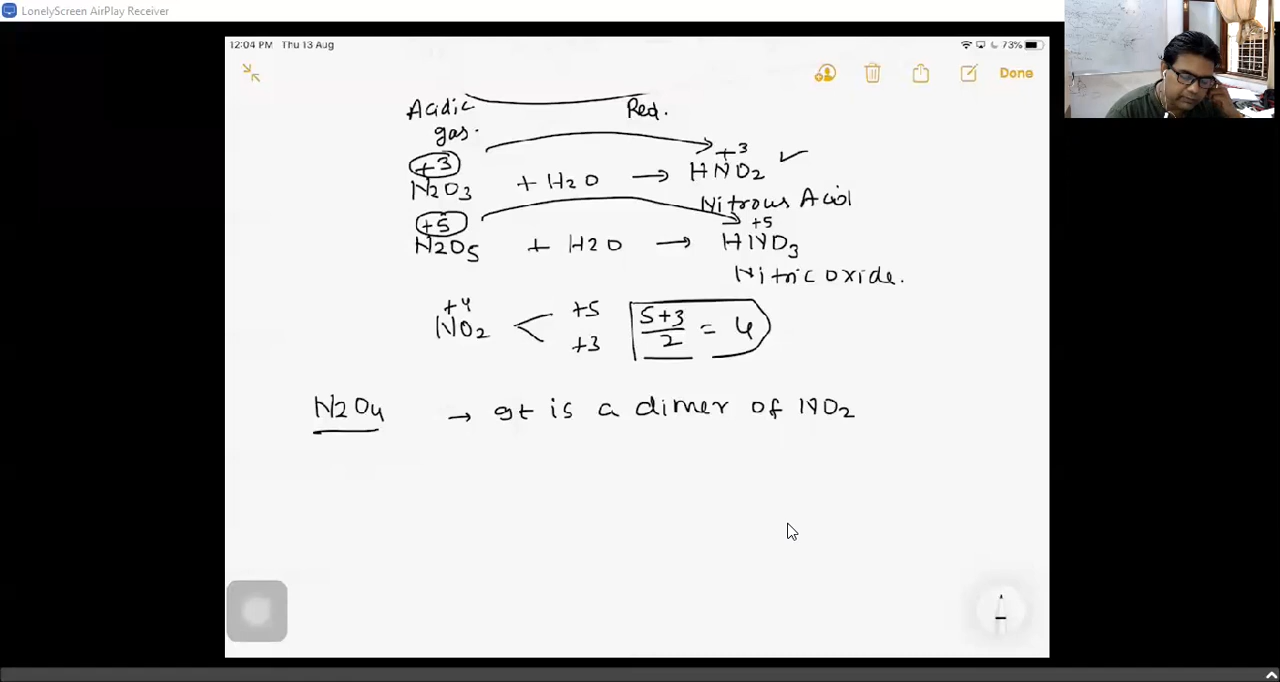 LonelyScreen AirPlay Receiver
12:04 PM Thu 13 Aug 73%
Done
Acidic gas. Red.
+3 +3
N2O3 + H2O → HNO2 ✓
Nitrous Acid
+5 +5
N2O5 + H2O → HNO3
Nitric oxide.
+4
NO2 < +5 +3 5+3/2 = 4
N2O4 → It is a dimer of NO2